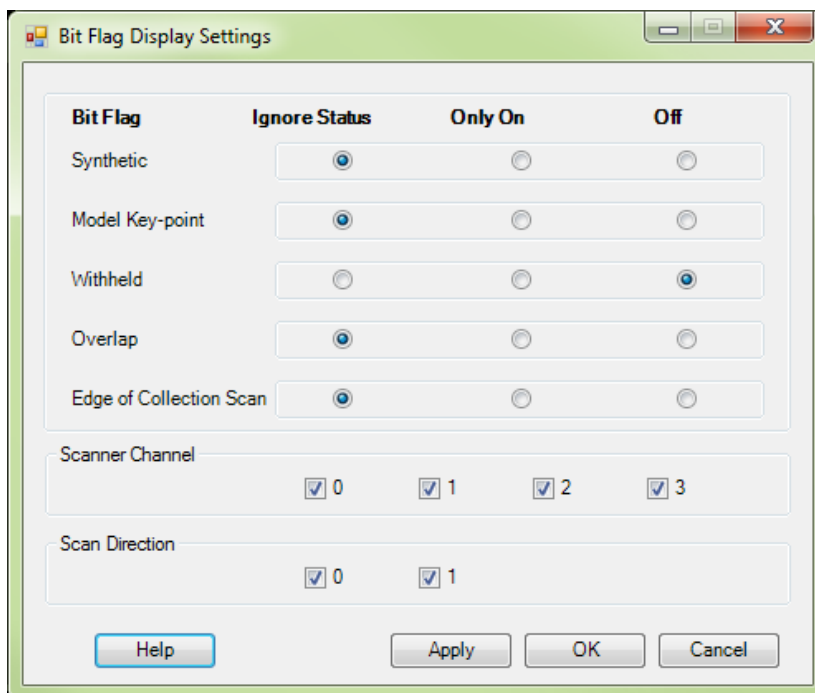 Bit Flag Display Settings
Bit Flag Ignore Status Only On Off
Synthetic
Model Key-point
Withheld
Overlap
Edge of Collection Scan
Scanner Channel
0 1 2 3
Scan Direction
0 1
Help Apply OK Cancel